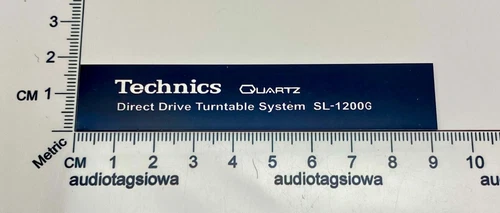 3
2
CM 1
Technics QUARTZ
Direct Drive Turntable System SL-1200G
Metric
CM 1 2 3 4 5 6 7 8 9 10
audiotagsiowa audiotagsiowa aud